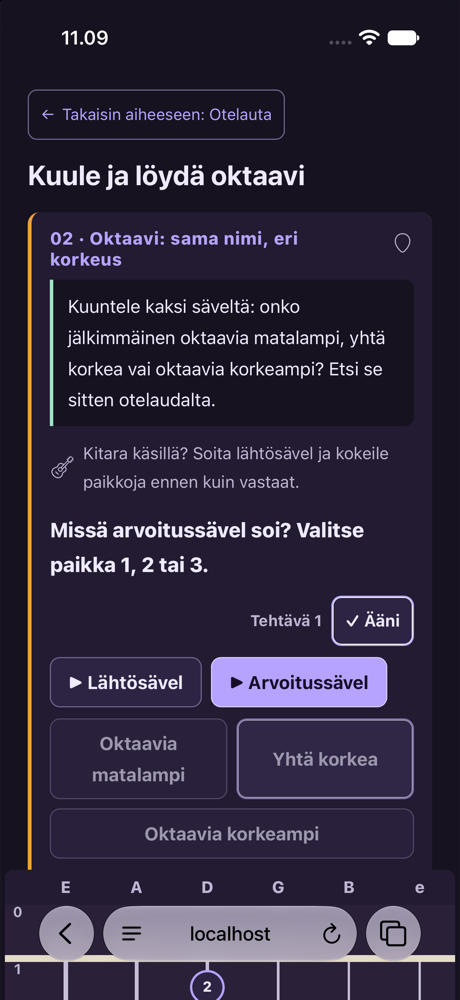 11.09
← Takaisin aiheeseen: Otelauta
Kuule ja löydä oktaavi
02 · Oktaavi: sama nimi, eri
korkeus
Kuuntele kaksi säveltä: onko
jälkimmäinen oktaavia matalampi, yhtä
korkea vai oktaavia korkeampi? Etsi se
sitten otelaudalta.
Kitara käsillä? Soita lähtösävel ja kokeile
paikkoja ennen kuin vastaat.
Missä arvoitussävel soi? Valitse
paikka 1, 2 tai 3.
Tehtävä 1 ✓ Ääni
▶ Lähtösävel ▶ Arvoitussävel
Oktaavia
matalampi
Yhtä korkea
Oktaavia korkeampi
E A D G B e
0
localhost
1
2